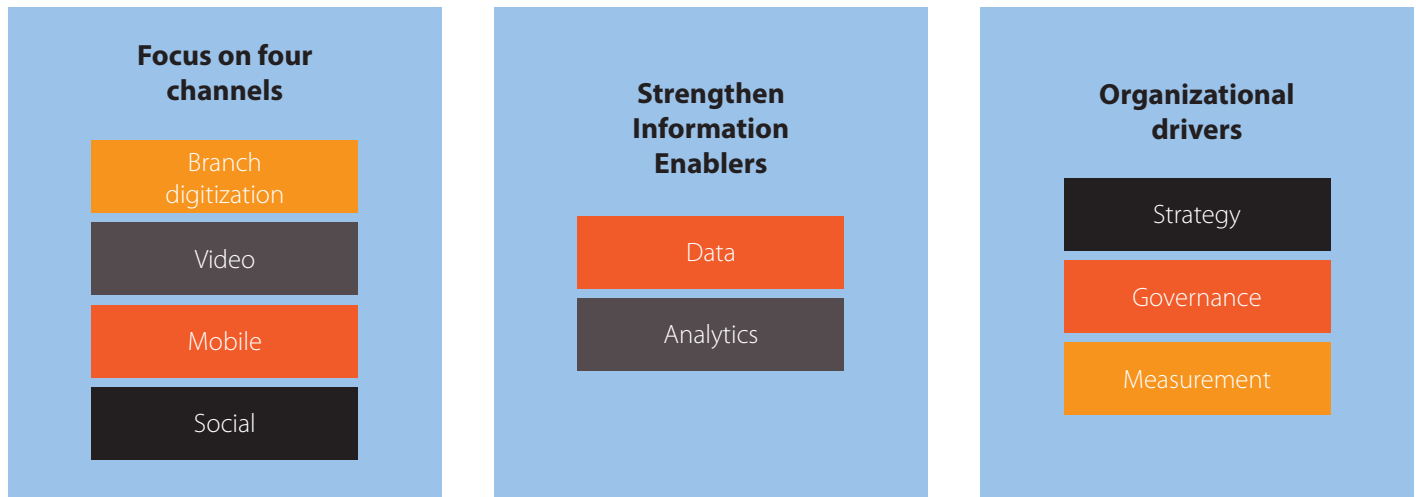 Focus on four
channels
Branch
digitization
Video
Mobile
Social
Strengthen
Information
Enablers
Data
Analytics
Organizational
drivers
Strategy
Governance
Measurement